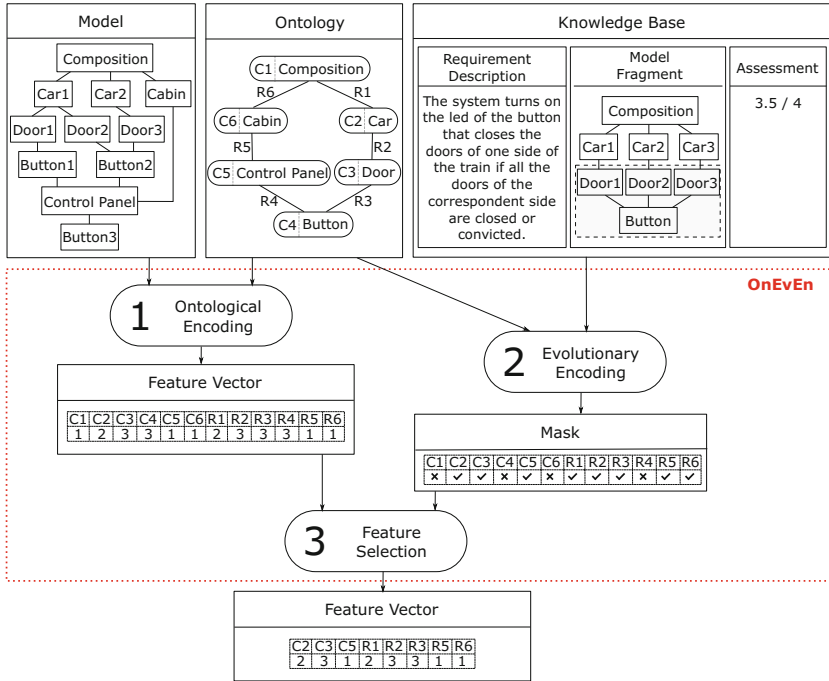 Model
Composition
Car1 Car2 Cabin
Door1 Door2 Door3
Button1 Button2
Control Panel
Button3
Ontology
C1 Composition
R6 R1
C6 Cabin C2 Car
R5 R2
C5 Control Panel C3 Door
R4 R3
C4 Button
Knowledge Base
Requirement
Description
The system turns on
the led of the button
that closes the
doors of one side of
the train if all the
doors of the
correspondent side
are closed or
convicted.
Model
Fragment
Composition
Car1 Car2 Car3
Door1 Door2 Door3
Button
Assessment
3.5 / 4
OnEvEn
1 Ontological
Encoding
2 Evolutionary
Encoding
Feature Vector
C1 C2 C3 C4 C5 C6 R1 R2 R3 R4 R5 R6
1 2 3 3 1 1 2 3 3 3 1 1
Mask
C1 C2 C3 C4 C5 C6 R1 R2 R3 R4 R5 R6
✗ ✓ ✓ ✗ ✓ ✗ ✓ ✓ ✓ ✗ ✓ ✓
3 Feature
Selection
Feature Vector
C2 C3 C5 R1 R2 R3 R5 R6
2 3 1 2 3 3 1 1